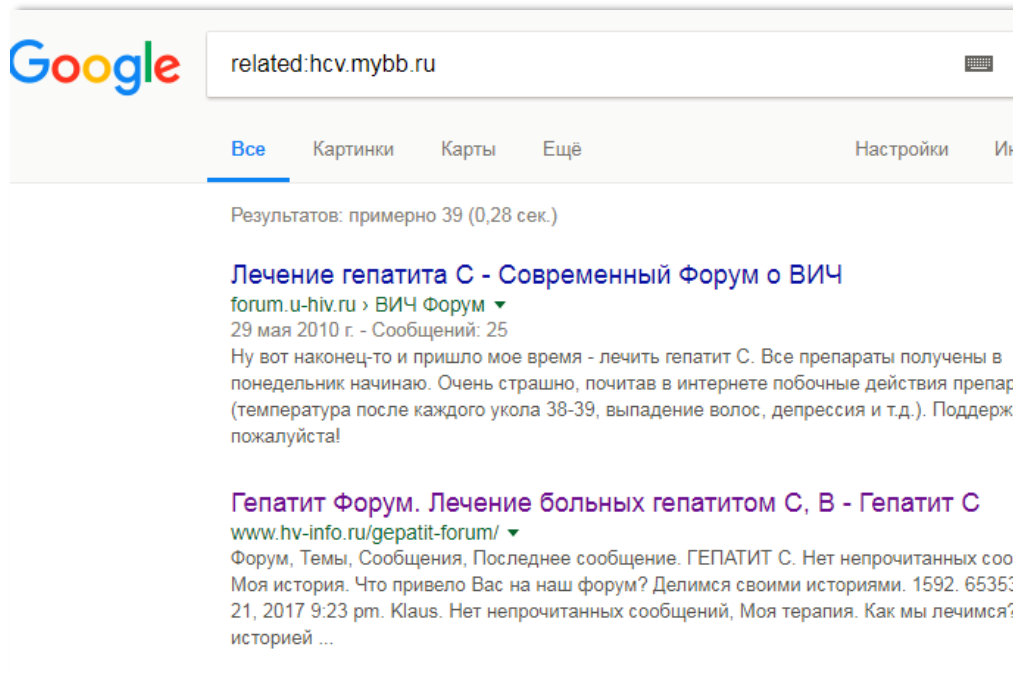 Google
related:hcv.mybb.ru
Все Картинки Карты Ещё Настройки
Результатов: примерно 39 (0,28 сек.)
Лечение гепатита С - Современный Форум о ВИЧ
forum.u-hiv.ru › ВИЧ Форум
29 мая 2010 г. - Сообщений: 25
Ну вот наконец-то и пришло мое время - лечить гепатит С. Все препараты получены в
понедельник начинаю. Очень страшно, почитав в интернете побочные действия
(температура после каждого укола 38-39, выпадение волос, депрессия и т.д.).
пожалуйста!
Гепатит Форум. Лечение больных гепатитом С, В - Гепатит С
www.hv-info.ru/gepatit-forum/
Форум, Темы, Сообщения, Последнее сообщение. ГЕПАТИТ С. Нет непрочитанных
Моя история. Что привело Вас на наш форум? Делимся своими историями. 1592.
21, 2017 9:23 pm. Klaus. Нет непрочитанных сообщений, Моя терапия. Как мы лечимся?
историей ...